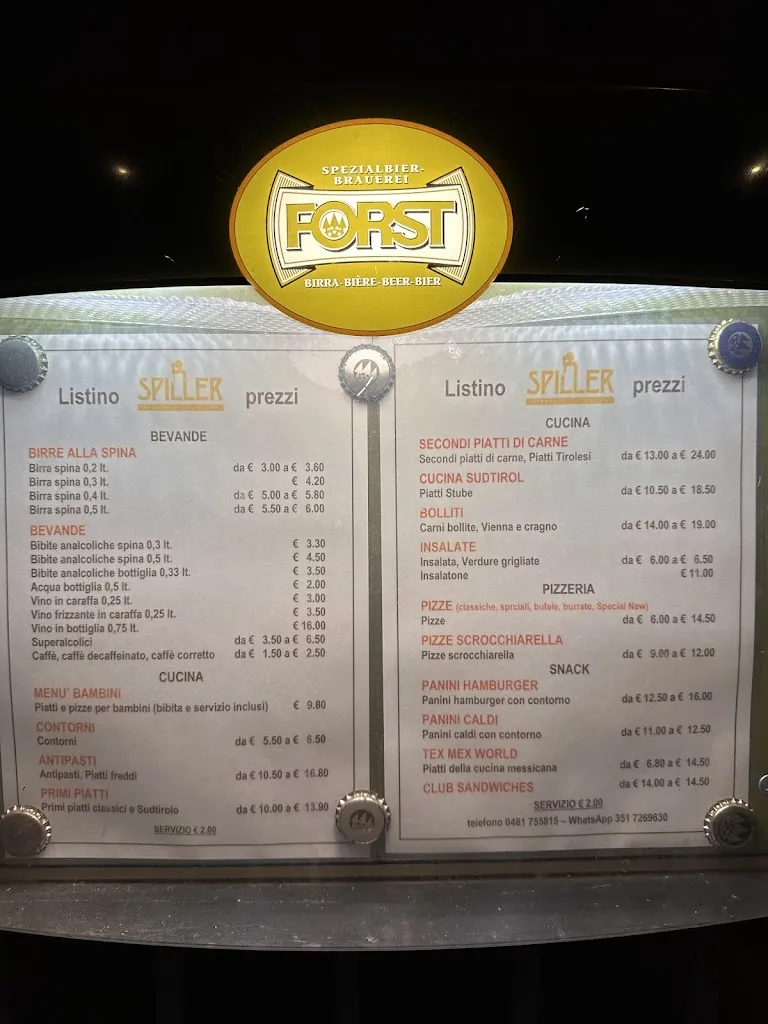 SPEZIALBIER-
BRAUEREI
FORST
BIRRA-BIÈRE-BEER-BIER
Listino SPILLER prezzi
BEVANDE
BIRRE ALLA SPINA
Birra spina 0,2 lt. da € 3.00 a € 3.60
Birra spina 0,3 lt. € 4.20
Birra spina 0,4 lt. da € 5.00 a € 5.80
Birra spina 0,5 lt. da € 5.50 a € 6.00
BEVANDE
Bibite analcoliche spina 0,3 lt. € 3.30
Bibite analcoliche spina 0,5 lt. € 4.50
Bibite analcoliche bottiglia 0,33 lt. € 3.50
Acqua bottiglia 0,5 lt. € 2.00
Vino in caraffa 0,25 lt. € 3.00
Vino frizzante in caraffa 0,25 lt. € 3.50
Vino in bottiglia 0,75 lt. € 16.00
Superalcolici da € 3.50 a € 6.50
Caffè, caffè decaffeinato, caffè corretto da € 1.50 a € 2.50
CUCINA
MENU' BAMBINI
Piatti e pizze per bambini (bibita e servizio inclusi) € 9.80
CONTORNI
Contorni da € 5.50 a € 6.50
ANTIPASTI
Antipasti, Piatti freddi da € 10.50 a € 16.80
PRIMI PIATTI
Primi piatti classici e Sudtirolo da € 10.00 a € 13.90
SERVIZIO € 2.00
Listino SPILLER prezzi
CUCINA
SECONDI PIATTI DI CARNE
Secondi piatti di carne, Piatti Tirolesi da € 13.00 a € 24.00
CUCINA SUDTIROL
Piatti Stube da € 10.50 a € 18.50
BOLLITI
Carni bollite, Vienna e cragno da € 14.00 a € 19.00
INSALATE
Insalata, Verdure grigliate da € 6.00 a € 6.50
Insalatone € 11.00
PIZZERIA
PIZZE (classiche, sprciali, bufale, burrate, Special New)
Pizze da € 6.00 a € 14.50
PIZZE SCROCCHIARELLA
Pizze scrocchiarella da € 9.00 a € 12.00
SNACK
PANINI HAMBURGER
Panini hamburger con contorno da € 12.50 a € 16.00
PANINI CALDI
Panini caldi con contorno da € 11.00 a € 12.50
TEX MEX WORLD
Piatti della cucina messicana da € 6.80 a € 14.50
CLUB SANDWICHES da € 14.00 a € 14.50
SERVIZIO € 2.00
telefono 0481 755815 – WhatsApp 351 7269630